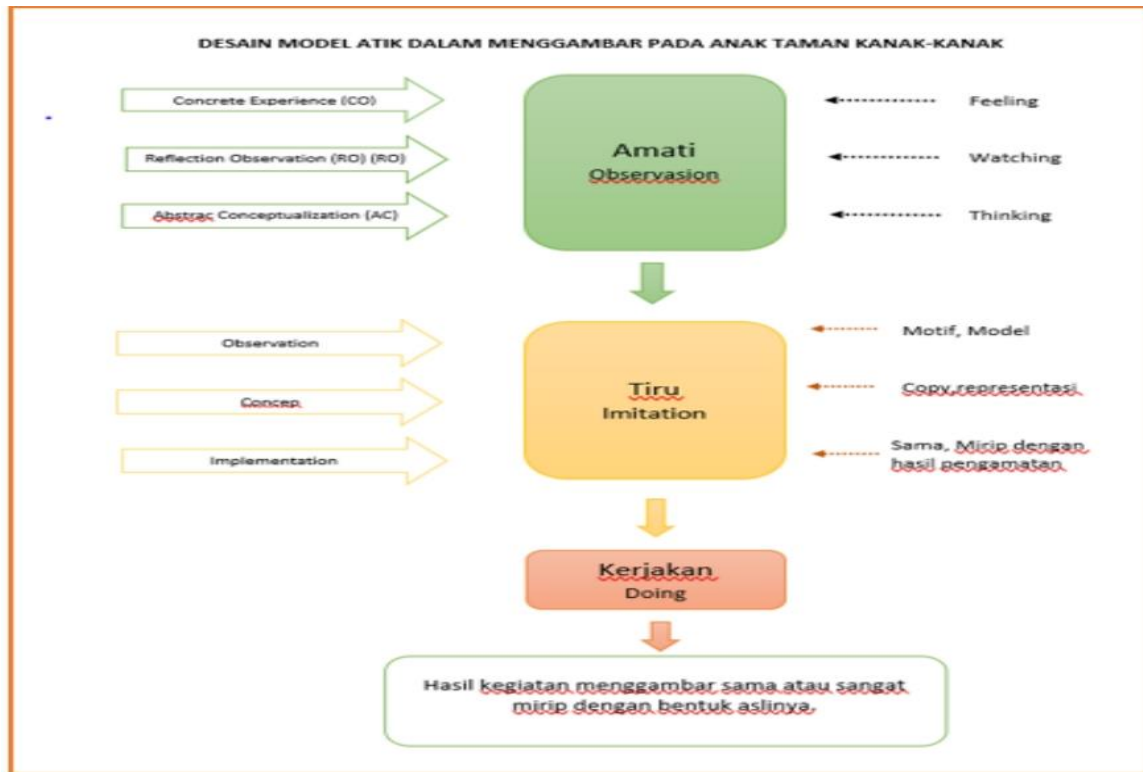 DESAIN MODEL ATIK DALAM MENGGAMBAR PADA ANAK TAMAN KANAK-KANAK
Concrete Experience (CO)
Reflection Observation (RO) (RO)
Abstrac Conceptualization (AC)
Amati
Observasion
Feeling
Watching
Thinking
Observation
Concep
Implementation
Tiru
Imitation
Motif, Model
Copy,representasi
Sama, Mirip dengan
hasil pengamatan
Kerjakan
Doing
Hasil kegiatan menggambar sama atau sangat
mirip dengan bentuk aslinya.